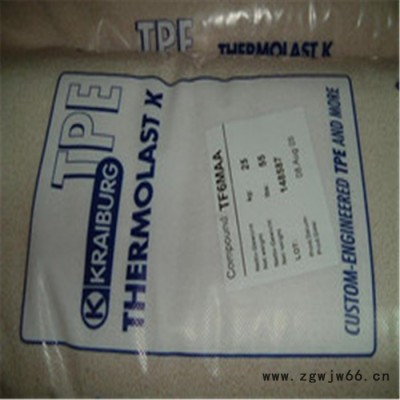 TPE
THERMOLAST K
TPE
KRAIBURG
THERMOLAST K
Compound: TF6MAA
kg: 25
55
LOT: 148587
CUSTOM-ENGINEERED TPE AND MORE
www.zgwjw66.cn